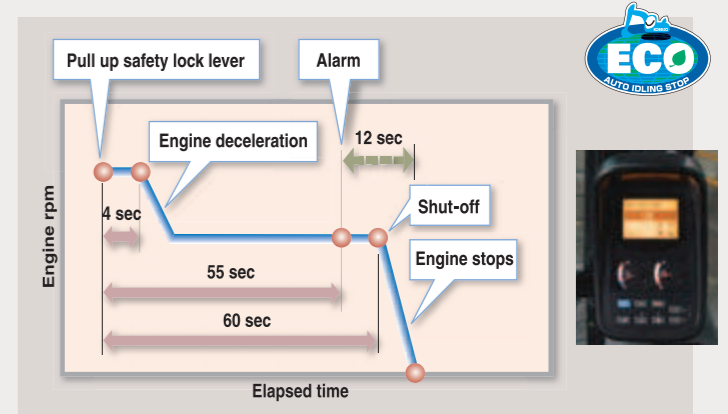 Pull up safety lock lever
Alarm
ECO
AUTO IDLING STOP
Engine deceleration
12 sec
4 sec
Shut-off
Engine stops
55 sec
60 sec
Engine rpm
Elapsed time